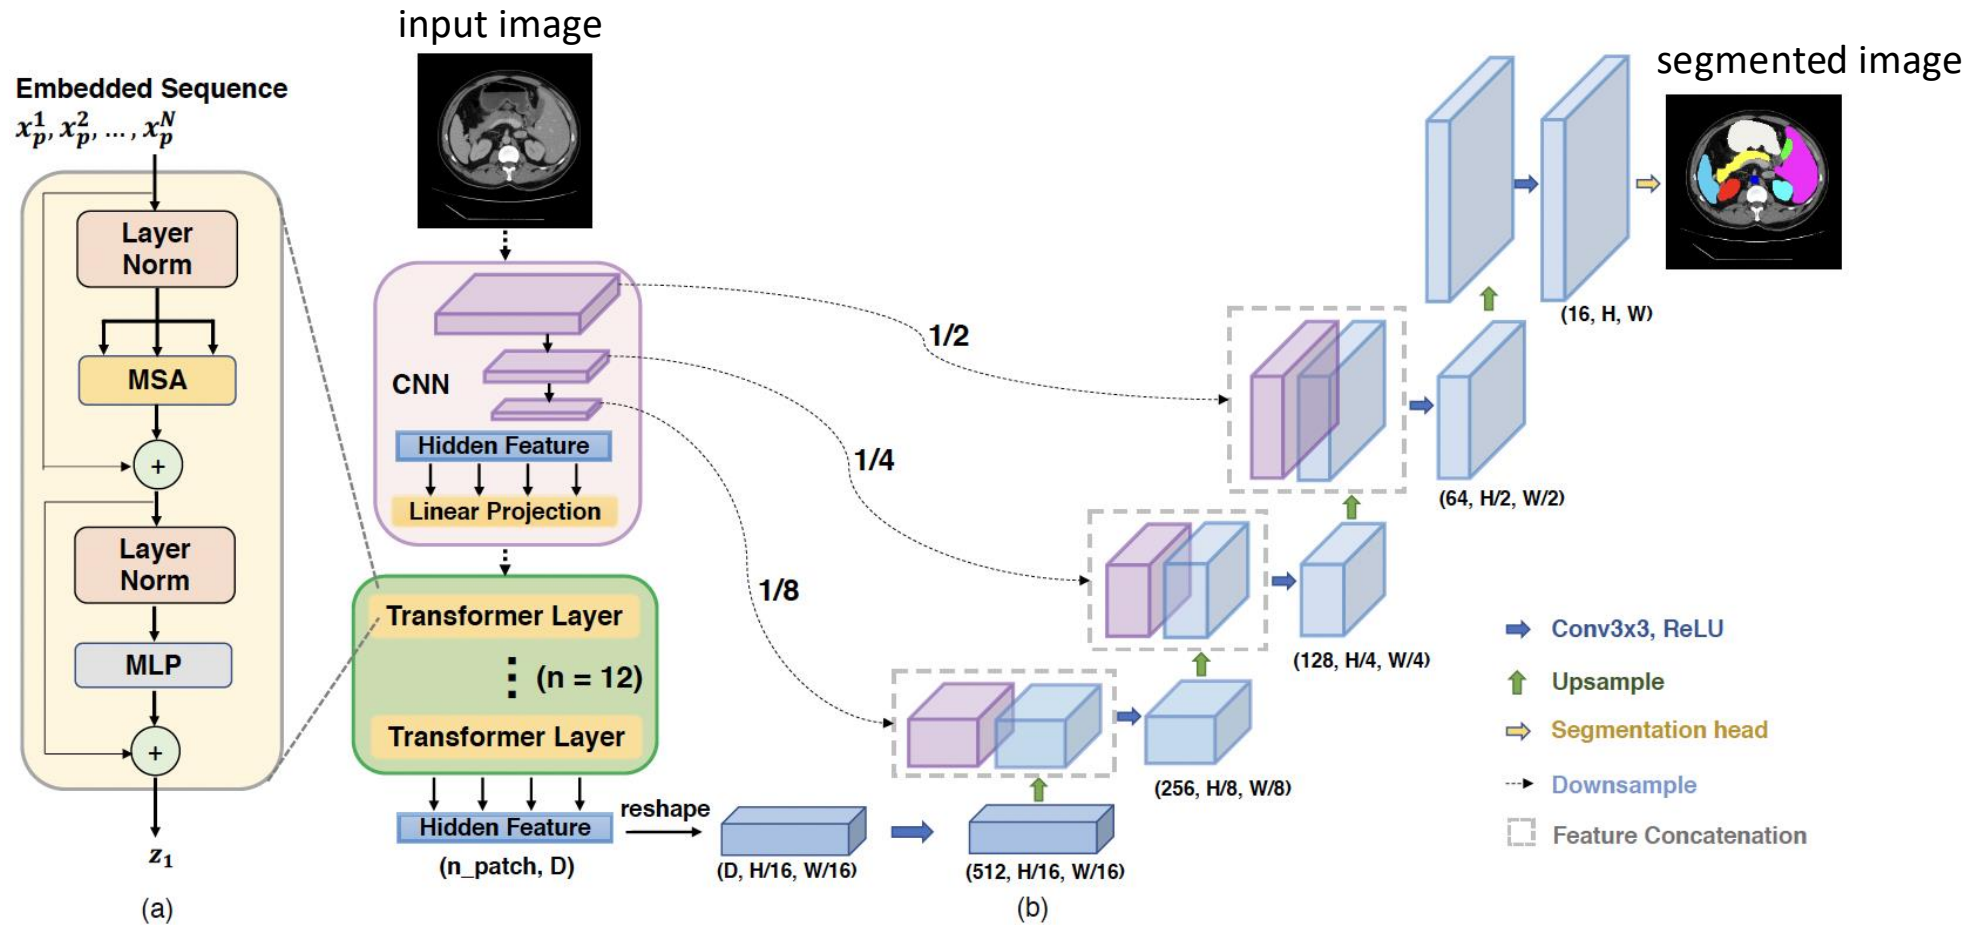 input image
segmented image
Embedded Sequence
x_p^1, x_p^2, ..., x_p^N
Layer
Norm
MSA
+
Layer
Norm
MLP
+
z_1
(a)
CNN
Hidden Feature
Linear Projection
Transformer Layer
(n = 12)
Transformer Layer
Hidden Feature
(n_patch, D)
reshape
(D, H/16, W/16)
(512, H/16, W/16)
(b)
1/2
1/4
1/8
(256, H/8, W/8)
(128, H/4, W/4)
(64, H/2, W/2)
(16, H, W)
Conv3x3, ReLU
Upsample
Segmentation head
Downsample
Feature Concatenation